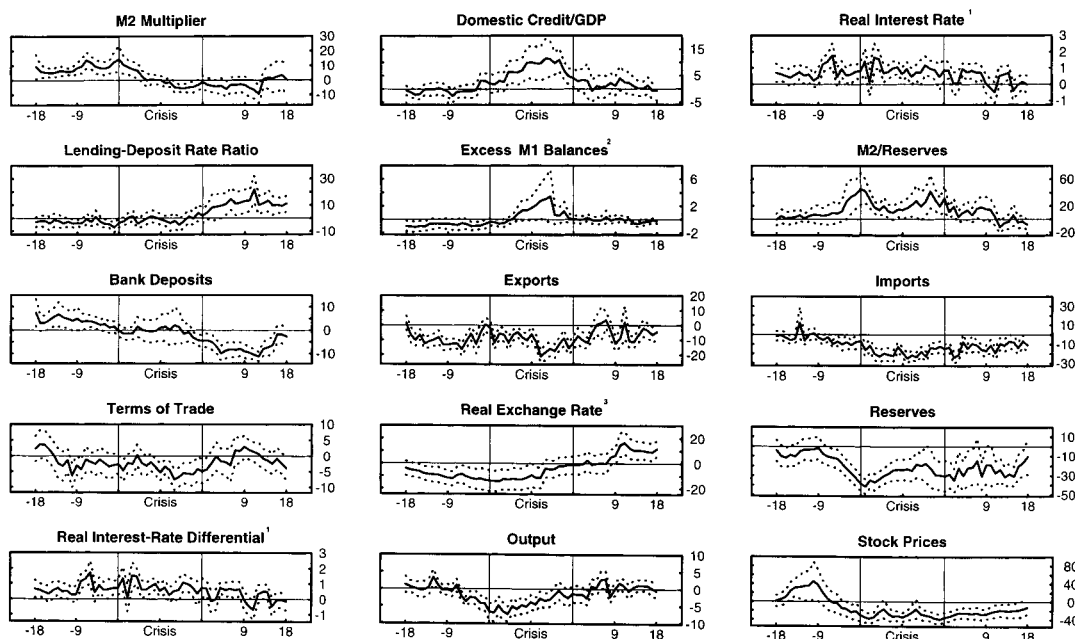 M2 Multiplier
30
20
10
0
-10
-18 -9 Crisis 9 18
Domestic Credit/GDP
15
5
-5
-18 -9 Crisis 9 18
Real Interest Rate 1
3
2
1
0
1
-18 -9 Crisis 9 18
Lending-Deposit Rate Ratio
30
10
-10
-18 -9 Crisis 9 18
Excess M1 Balances 2
6
2
-2
-18 -9 Crisis 9 18
M2/Reserves
60
20
-20
-18 -9 Crisis 9 18
Bank Deposits
10
0
-10
-18 -9 Crisis 9 18
Exports
20
10
0
-10
-20
-18 -9 Crisis 9 18
Imports
30
10
-10
-30
-18 -9 Crisis 9 18
Terms of Trade
10
5
0
-5
-10
-18 -9 Crisis 9 18
Real Exchange Rate 3
20
0
-20
-18 -9 Crisis 9 18
Reserves
10
-10
-30
-50
-18 -9 Crisis 9 18
Real Interest-Rate Differential 1
3
2
1
0
1
-18 -9 Crisis 9 18
Output
10
5
0
-5
-10
-18 -9 Crisis 9 18
Stock Prices
80
40
0
-40
-18 -9 Crisis 9 18